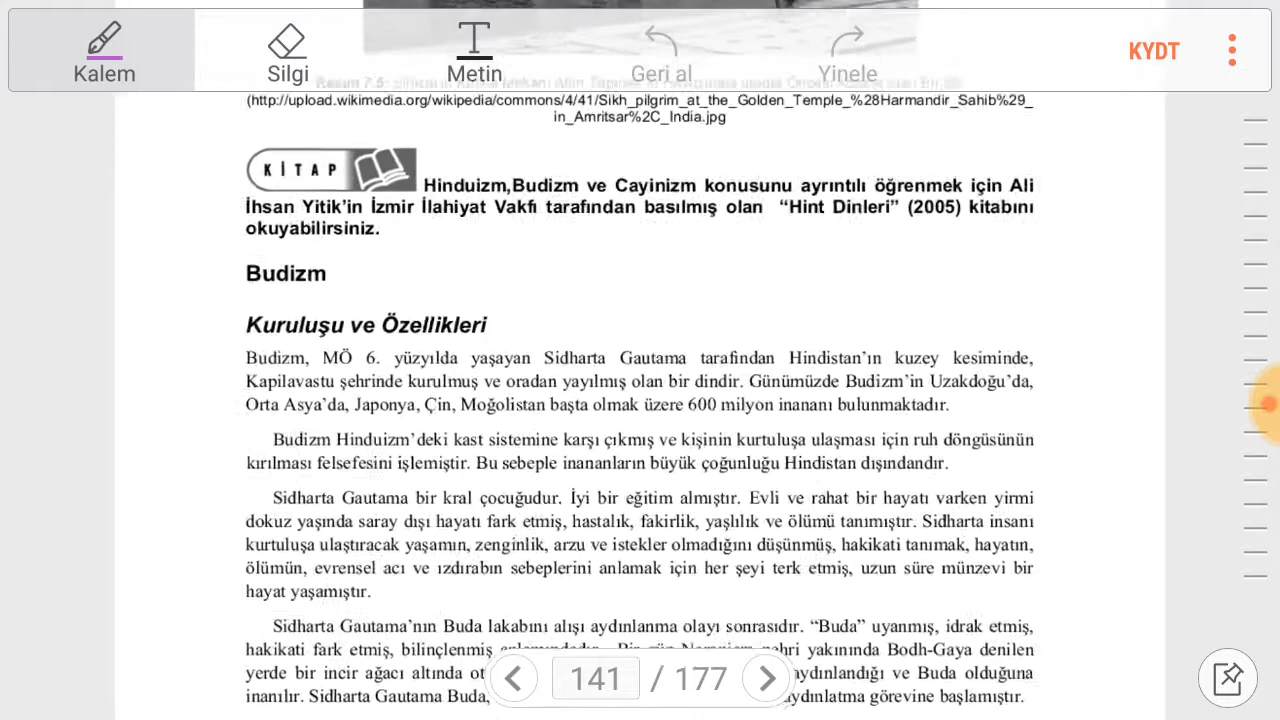 Kalem
Silgi
Metin
Geri al
Yinele
KYDT
(http://upload.wikimedia.org/wikipedia/commons/4/41/Sikh_pilgrim_at_the_Golden_Temple_%28Harmandir_Sahib%29_
in_Amritsar%2C_India.jpg
KİTAP
Hinduizm,Budizm ve Cayinizm konusunu ayrıntılı öğrenmek için Ali
İhsan Yitik'in İzmir İlahiyat Vakfı tarafından basılmış olan “Hint Dinleri” (2005) kitabını
okuyabilirsiniz.
Budizm
Kuruluşu ve Özellikleri
Budizm, MÖ 6. yüzyılda yaşayan Sidharta Gautama tarafından Hindistan'ın kuzey kesiminde,
Kapilavastu şehrinde kurulmuş ve oradan yayılmış olan bir dindir. Günümüzde Budizm'in Uzakdoğu'da,
Orta Asya'da, Japonya, Çin, Moğolistan başta olmak üzere 600 milyon inananı bulunmaktadır.
Budizm Hinduizm'deki kast sistemine karşı çıkmış ve kişinin kurtuluşa ulaşması için ruh döngüsünün
kırılması felsefesini işlemiştir. Bu sebeple inananların büyük çoğunluğu Hindistan dışındandır.
Sidharta Gautama bir kral çocuğudur. İyi bir eğitim almıştır. Evli ve rahat bir hayatı varken yirmi
dokuz yaşında saray dışı hayatı fark etmiş, hastalık, fakirlik, yaşlılık ve ölümü tanımıştır. Sidharta insanı
kurtuluşa ulaştıracak yaşamın, zenginlik, arzu ve istekler olmadığını düşünmüş, hakikati tanımak, hayatın,
ölümün, evrensel acı ve ızdırabın sebeplerini anlamak için her şeyi terk etmiş, uzun süre münzevi bir
hayat yaşamıştır.
Sidharta Gautama'nın Buda lakabını alışı aydınlanma olayı sonrasıdır. “Buda” uyanmış, idrak etmiş,
hakikati fark etmiş, bilinçlenmiş nehri yakınında Bodh-Gaya denilen
yerde bir incir ağacı altında aydınlandığı ve Buda olduğuna
inanılır. Sidharta Gautama Buda, aydınlatma görevine başlamıştır.
141 / 177